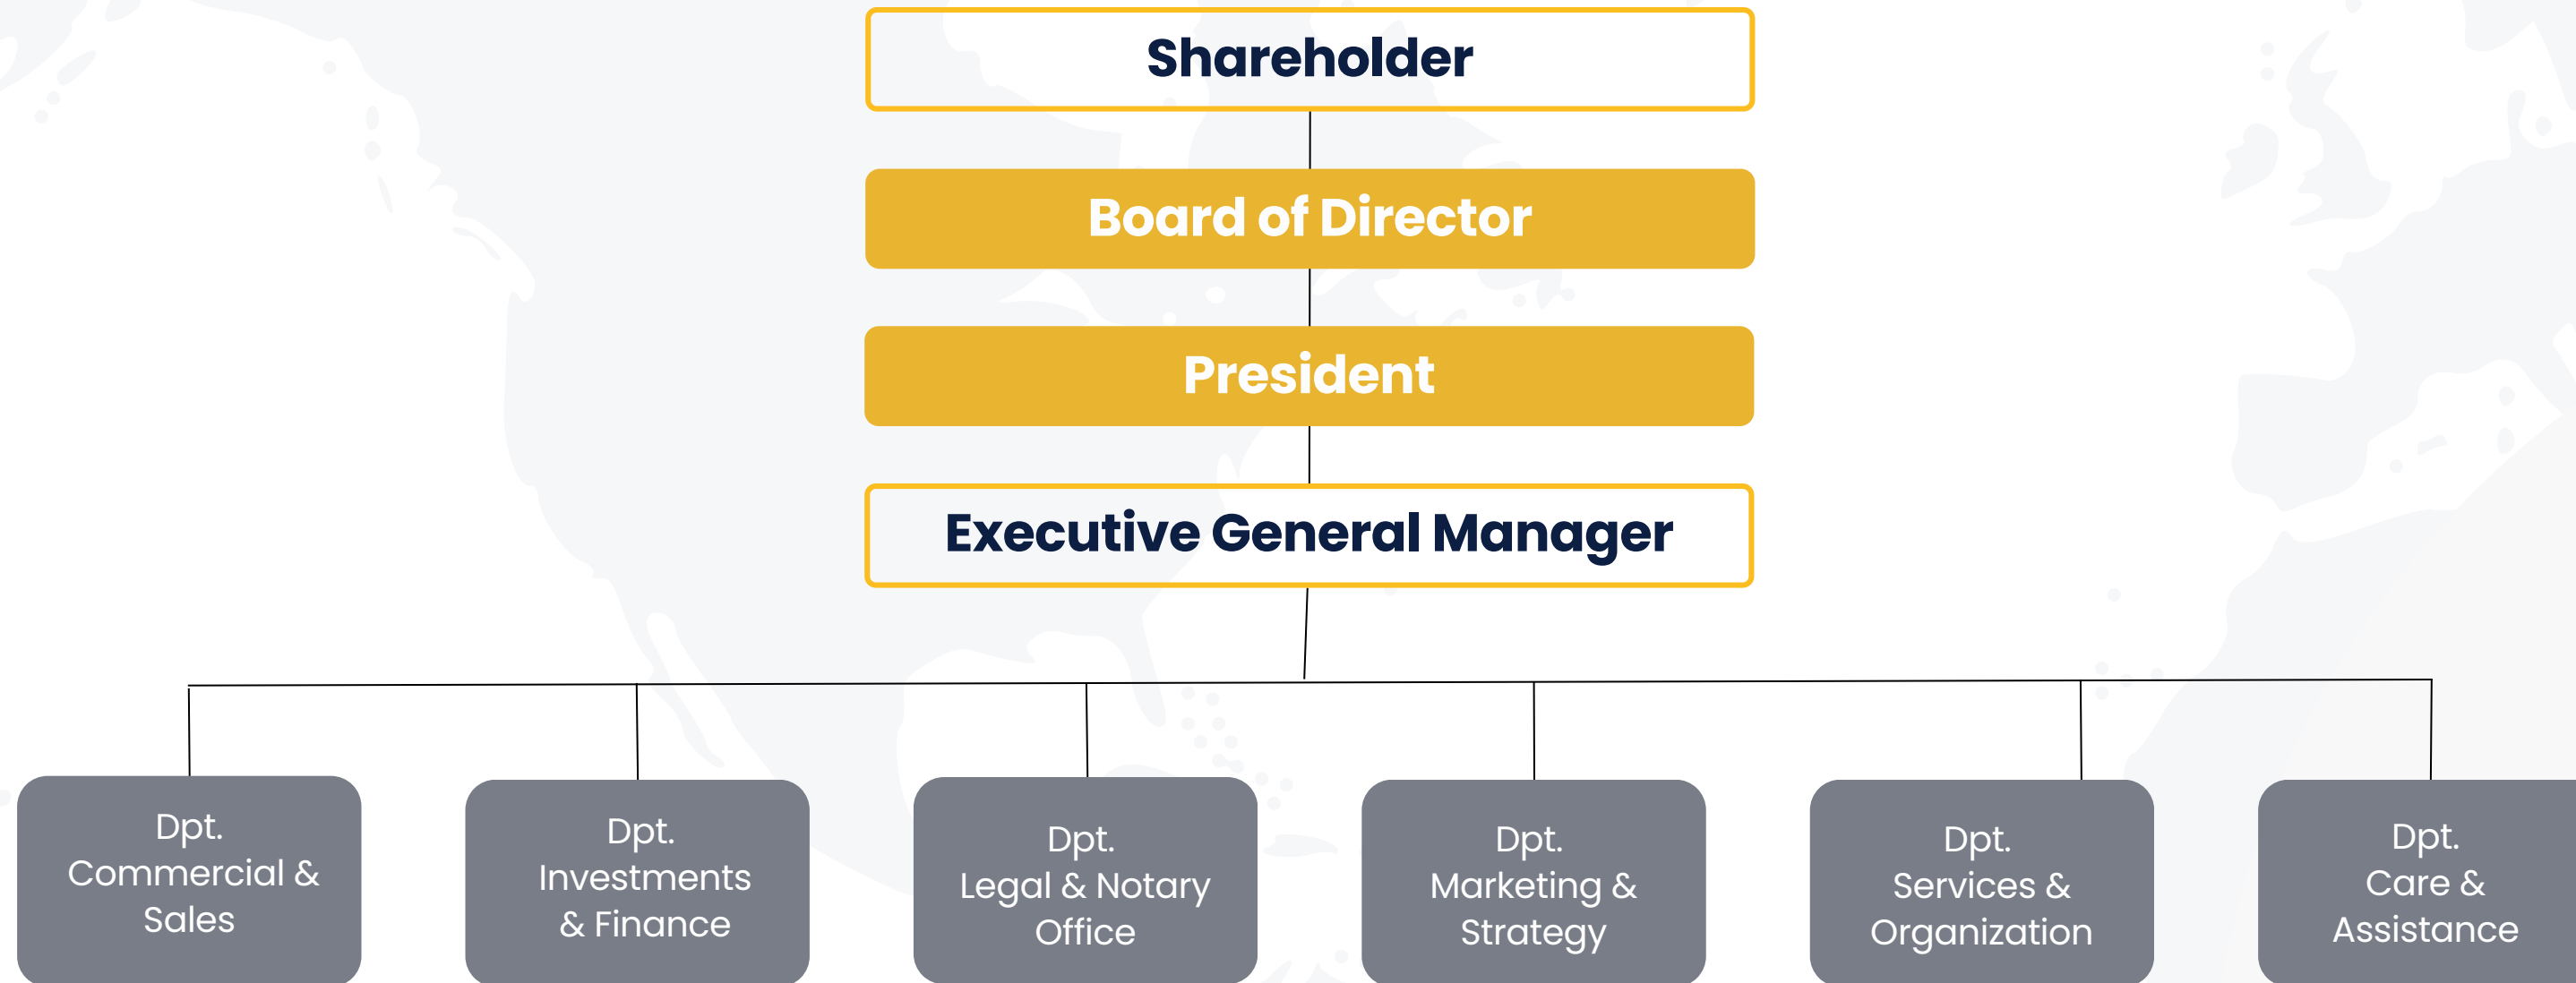 Shareholder
Board of Director
President
Executive General Manager
Dpt.
Commercial &
Sales
Dpt.
Investments
& Finance
Dpt.
Legal & Notary
Office
Dpt.
Marketing &
Strategy
Dpt.
Services &
Organization
Dpt.
Care &
Assistance